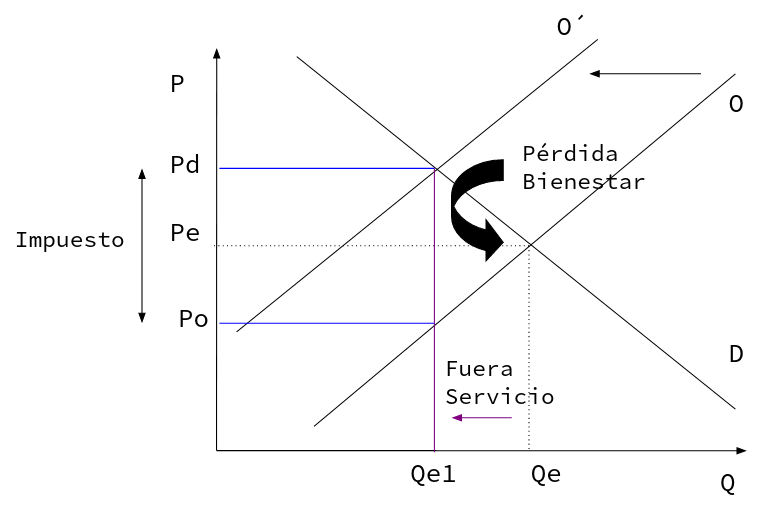 O´
P
O
Pérdida
Bienestar
Pd
Pe
Impuesto
Po
D
Fuera
Servicio
Qe1
Qe
Q